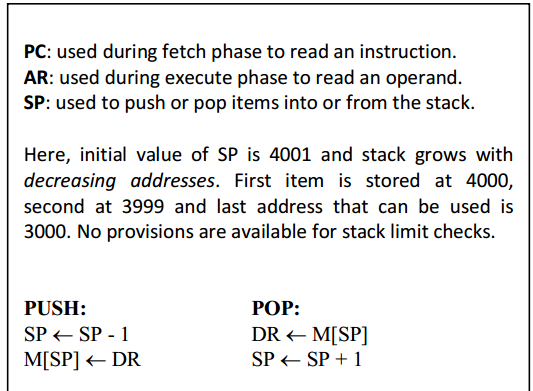 PC: used during fetch phase to read an instruction.
AR: used during execute phase to read an operand.
SP: used to push or pop items into or from the stack.
Here, initial value of SP is 4001 and stack grows with
decreasing addresses. First item is stored at 4000,
second at 3999 and last address that can be used is
3000. No provisions are available for stack limit checks.
PUSH: POP:
SP ← SP - 1 DR ← M[SP]
M[SP] ← DR SP ← SP + 1